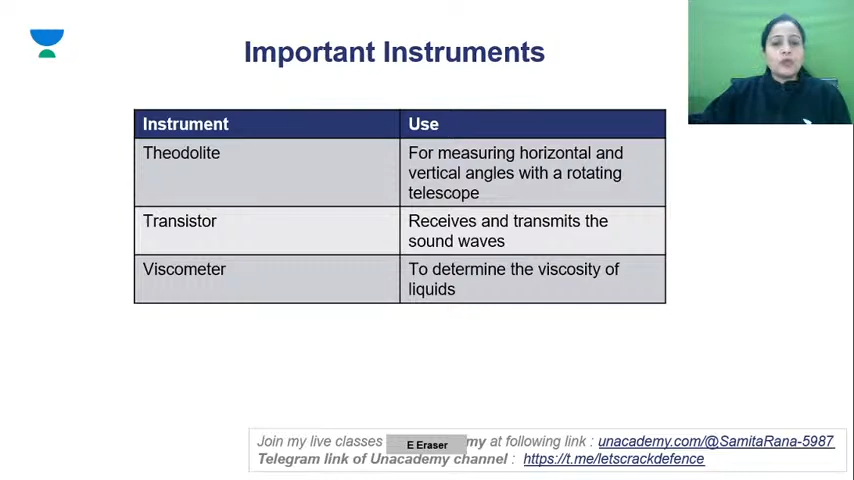 Important Instruments
Instrument Use
Theodolite For measuring horizontal and
vertical angles with a rotating
telescope
Transistor Receives and transmits the
sound waves
Viscometer To determine the viscosity of
liquids
Join my live classes my at following link : unacademy.com/@SamitaRana-5987
E Eraser
Telegram link of Unacademy channel : https://t.me/letscrackdefence